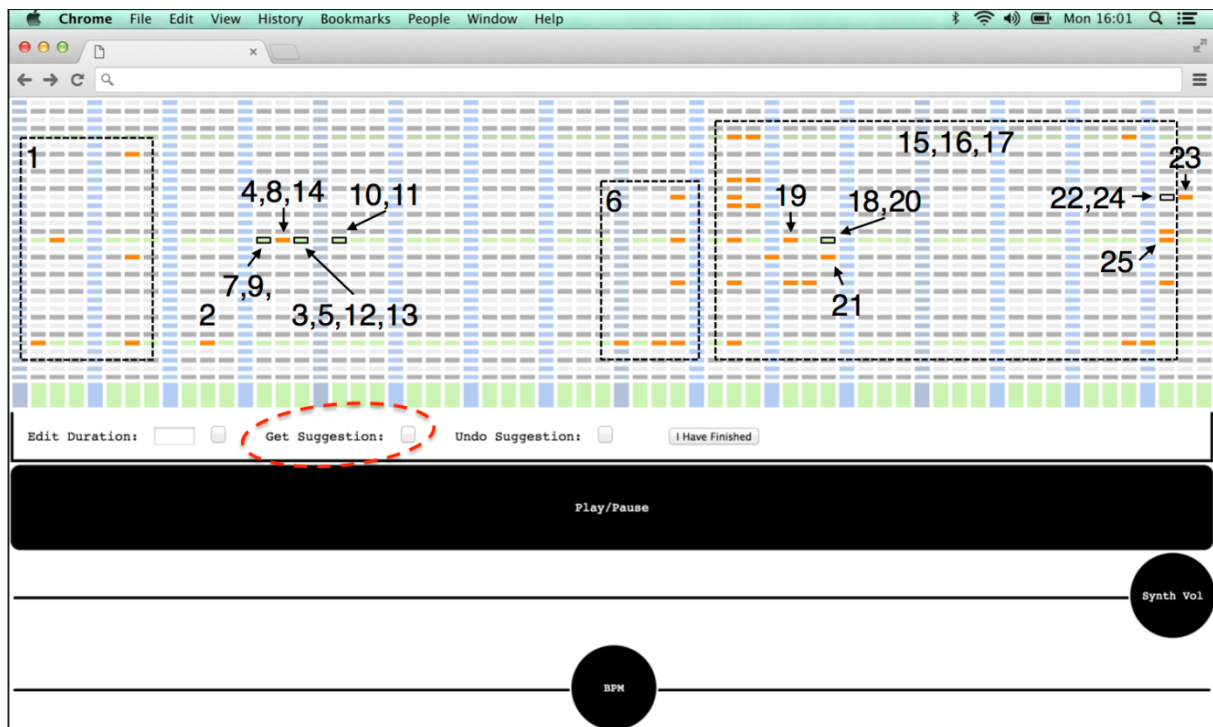 Chrome File Edit View History Bookmarks People Window Help Mon 16:01
1
15,16,17
23
4,8,14
10,11
6
19
18,20
22,24
25
7,9,
2
3,5,12,13
21
Edit Duration: Get Suggestion: Undo Suggestion: I Have Finished
Play/Pause
Synth Vol
BPM